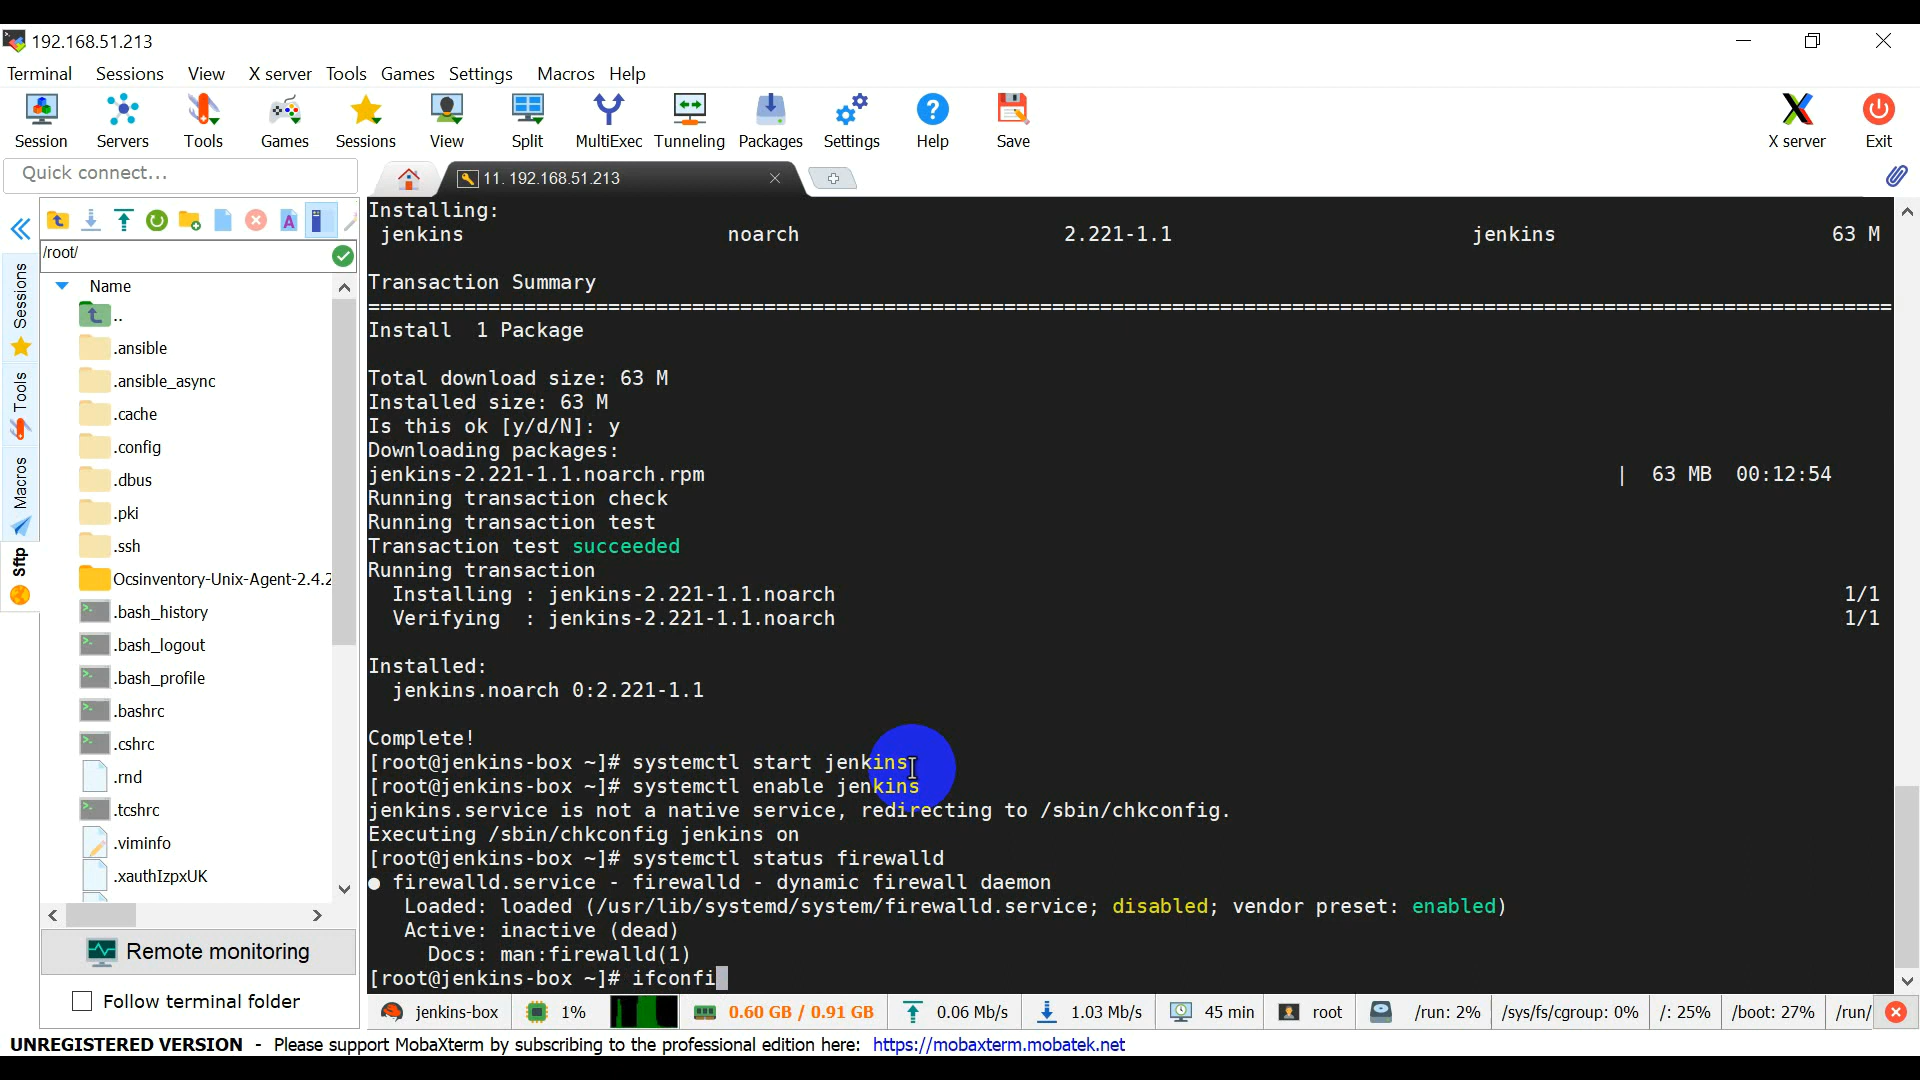 192.168.51.213
Terminal Sessions View X server Tools Games Settings Macros Help
Session Servers Tools Games Sessions View Split MultiExec Tunneling Packages Settings Help Save X server Exit
Quick connect...
11. 192.168.51.213
/root/
Name
..
.ansible
.ansible_async
.cache
.config
.dbus
.pki
.ssh
Ocsinventory-Unix-Agent-2.4.2
.bash_history
.bash_logout
.bash_profile
.bashrc
.cshrc
.rnd
.tcshrc
.viminfo
.xauthIzpxUK
Sessions
Tools
Macros
Sftp
Remote monitoring
Follow terminal folder
Installing:
jenkins noarch 2.221-1.1 jenkins 63 M
Transaction Summary
================================================================================
Install 1 Package
Total download size: 63 M
Installed size: 63 M
Is this ok [y/d/N]: y
Downloading packages:
jenkins-2.221-1.1.noarch.rpm | 63 MB 00:12:54
Running transaction check
Running transaction test
Transaction test succeeded
Running transaction
Installing : jenkins-2.221-1.1.noarch 1/1
Verifying : jenkins-2.221-1.1.noarch 1/1
Installed:
jenkins.noarch 0:2.221-1.1
Complete!
[root@jenkins-box ~]# systemctl start jenkins
[root@jenkins-box ~]# systemctl enable jenkins
jenkins.service is not a native service, redirecting to /sbin/chkconfig.
Executing /sbin/chkconfig jenkins on
[root@jenkins-box ~]# systemctl status firewalld
● firewalld.service - firewalld - dynamic firewall daemon
Loaded: loaded (/usr/lib/systemd/system/firewalld.service; disabled; vendor preset: enabled)
Active: inactive (dead)
Docs: man:firewalld(1)
[root@jenkins-box ~]# ifconfi
jenkins-box 1% 0.60 GB / 0.91 GB 0.06 Mb/s 1.03 Mb/s 45 min root /run: 2% /sys/fs/cgroup: 0% /: 25% /boot: 27% /run/
UNREGISTERED VERSION - Please support MobaXterm by subscribing to the professional edition here: https://mobaxterm.mobatek.net